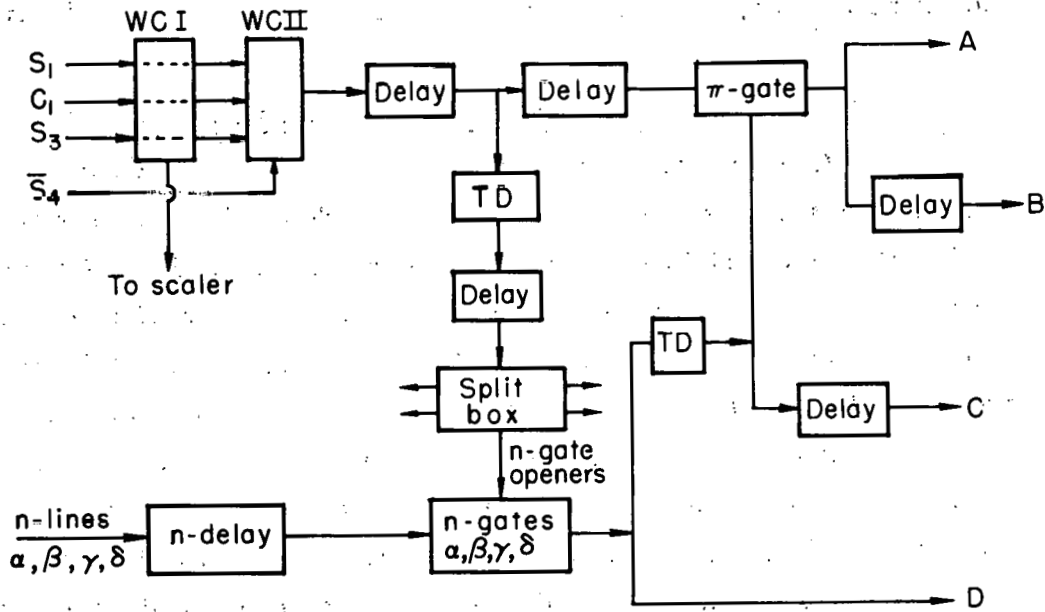 WC I
WC II
S₁
C₁
S₃
S̅₄
To scaler
Delay
Delay
π-gate
A
Delay
B
TD
Delay
Split
box
n-gate
openers
TD
Delay
C
n-lines
α, β, γ, δ
n-delay
n-gates
α, β, γ, δ
D